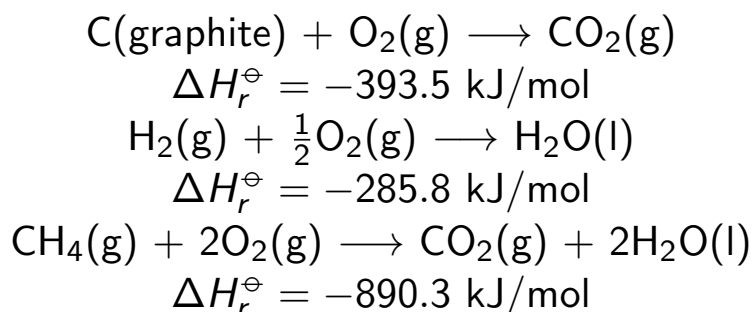 C(graphite) + O₂(g) ⟶ CO₂(g)
ΔH_r^⦵ = −393.5 kJ/mol
H₂(g) + ½O₂(g) ⟶ H₂O(l)
ΔH_r^⦵ = −285.8 kJ/mol
CH₄(g) + 2O₂(g) ⟶ CO₂(g) + 2H₂O(l)
ΔH_r^⦵ = −890.3 kJ/mol